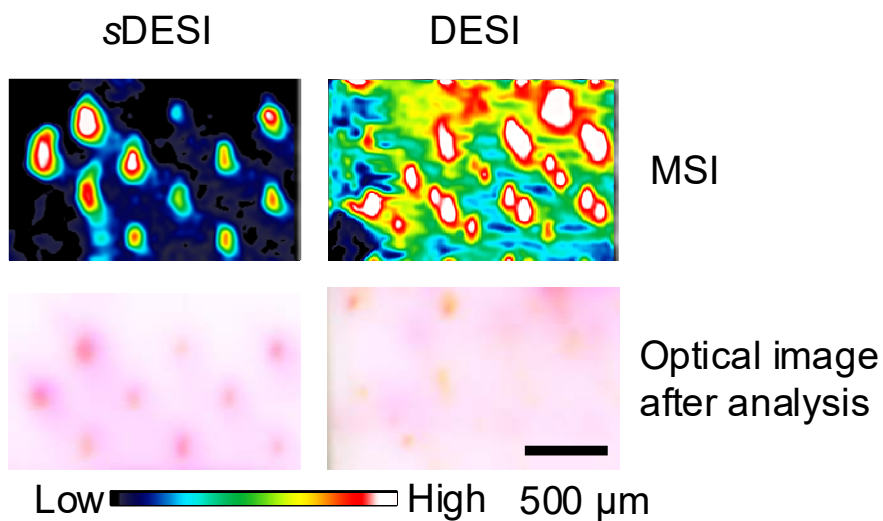 sDESI DESI
MSI
Optical image
after analysis
Low High 500 μm